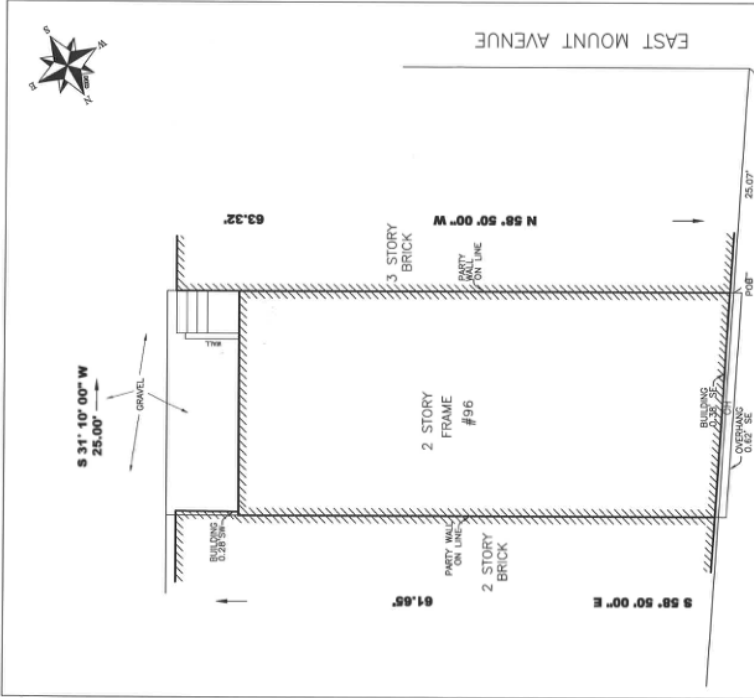 EAST MOUNT AVENUE
S
W
E
N
S 31° 10' 00" W
25.00'
GRAVEL
63.32'
N 58° 50' 00" W
3 STORY
BRICK
PARTY
WALL
ON LINE
WALL
2 STORY
FRAME
#96
BUILDING
0.28' SW
PARTY WALL
ON LINE
2 STORY
BRICK
61.65'
S 58° 50' 00" E
BUILDING
0.38' SE
OH
OVERHANG
0.62' SE
POB
25.07'